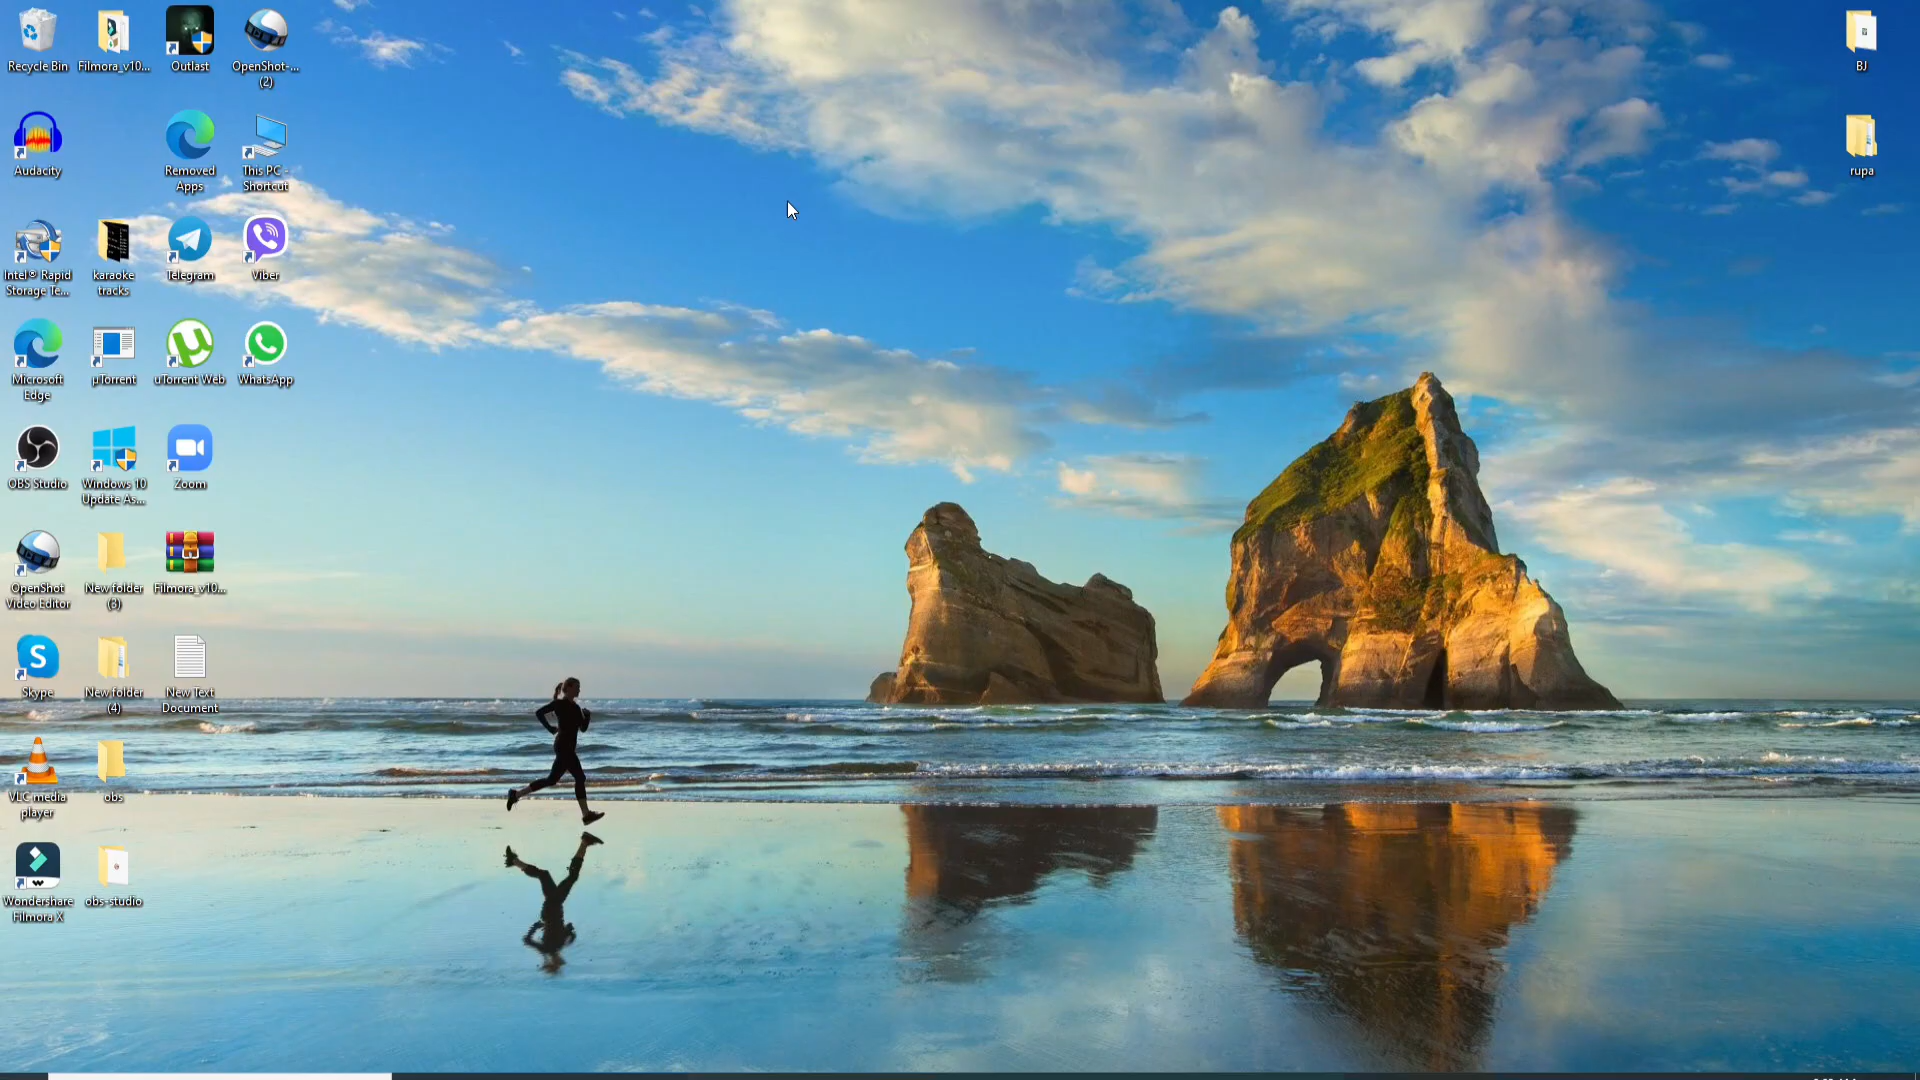 Recycle Bin
Filmora_v10...
Outlast
OpenShot-...
(2)
BJ
Audacity
Removed
Apps
This PC -
Shortcut
rupa
Intel® Rapid
Storage Te...
karaoke
tracks
Telegram
Viber
Microsoft
Edge
µTorrent
uTorrent Web
WhatsApp
OBS Studio
Windows 10
Update As...
Zoom
OpenShot
Video Editor
New folder
(3)
Filmora_v10...
Skype
New folder
(4)
New Text
Document
VLC media
player
obs
Wondershare
Filmora X
obs-studio